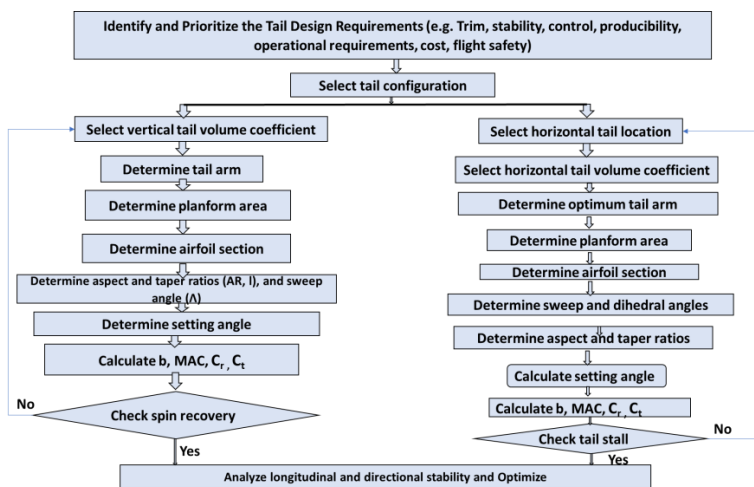 Identify and Prioritize the Tail Design Requirements (e.g. Trim, stability, control, producibility,
operational requirements, cost, flight safety)
Select tail configuration
Select vertical tail volume coefficient
Determine tail arm
Determine planform area
Determine airfoil section
Determine aspect and taper ratios (AR, l), and sweep
angle (Λ)
Determine setting angle
Calculate b, MAC, Cr , Ct
No
Check spin recovery
Yes
Select horizontal tail location
Select horizontal tail volume coefficient
Determine optimum tail arm
Determine planform area
Determine airfoil section
Determine sweep and dihedral angles
Determine aspect and taper ratios
Calculate setting angle
Calculate b, MAC, Cr , Ct
No
Check tail stall
Yes
Analyze longitudinal and directional stability and Optimize